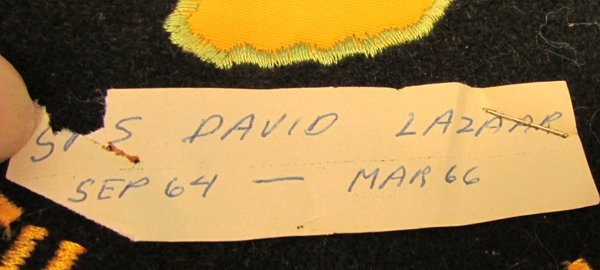 DAVID LAZAAR
SEP 64 — MAR 66